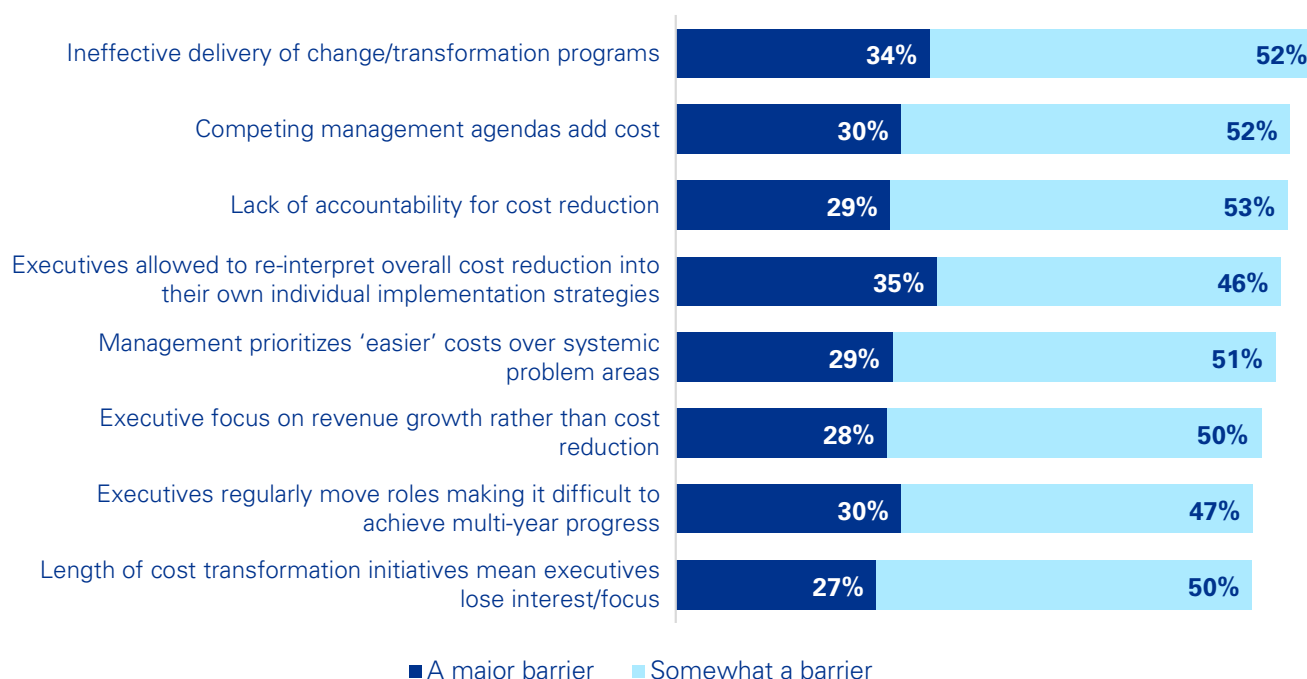 Ineffective delivery of change/transformation programs
34% 52%
Competing management agendas add cost
30% 52%
Lack of accountability for cost reduction
29% 53%
Executives allowed to re-interpret overall cost reduction into
their own individual implementation strategies
35% 46%
Management prioritizes ‘easier’ costs over systemic
problem areas
29% 51%
Executive focus on revenue growth rather than cost
reduction
28% 50%
Executives regularly move roles making it difficult to
achieve multi-year progress
30% 47%
Length of cost transformation initiatives mean executives
lose interest/focus
27% 50%
A major barrier Somewhat a barrier